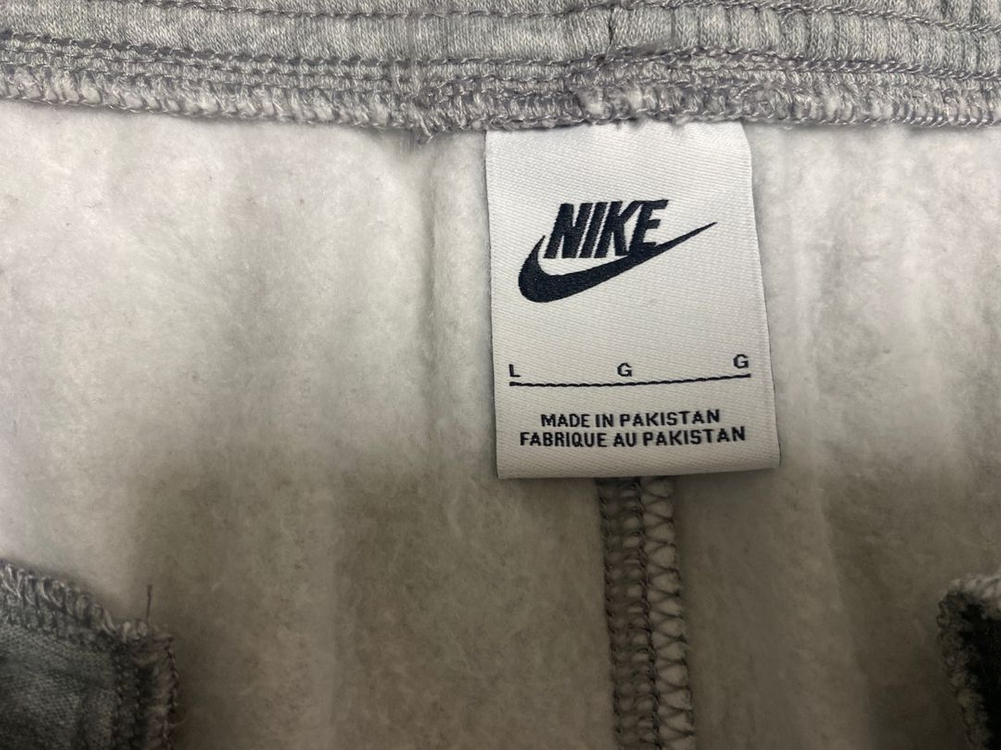 NIKE
L G G
MADE IN PAKISTAN
FABRIQUE AU PAKISTAN